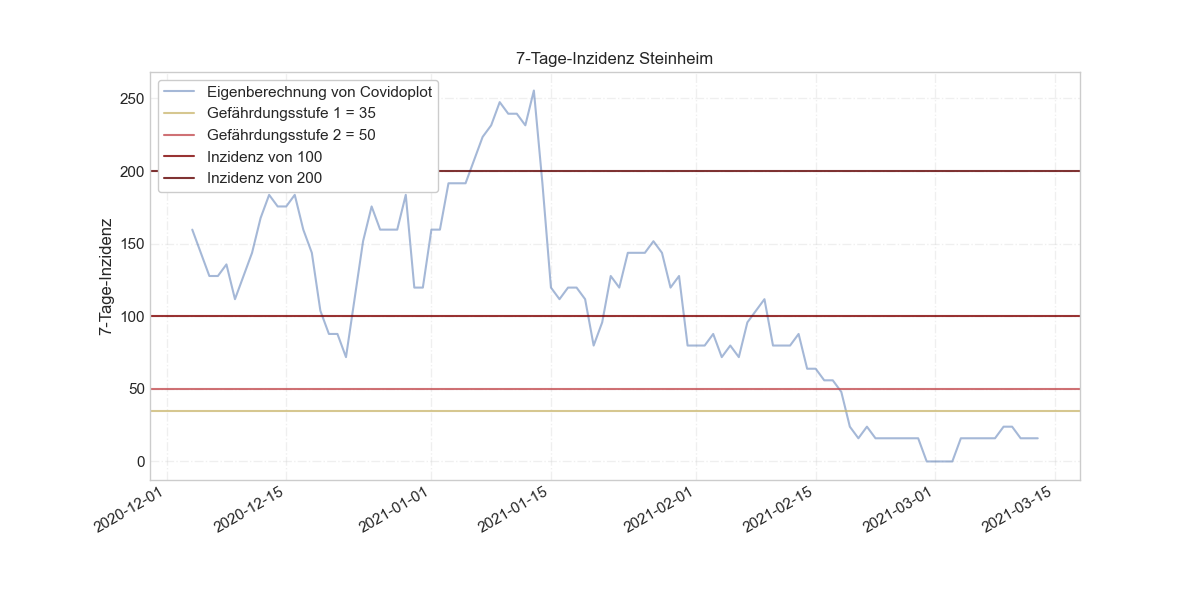 7-Tage-Inzidenz Steinheim
Eigenberechnung von Covidoplot
Gefährdungsstufe 1 = 35
Gefährdungsstufe 2 = 50
Inzidenz von 100
Inzidenz von 200
7-Tage-Inzidenz
250
200
150
100
50
0
2020-12-01
2020-12-15
2021-01-01
2021-01-15
2021-02-01
2021-02-15
2021-03-01
2021-03-15